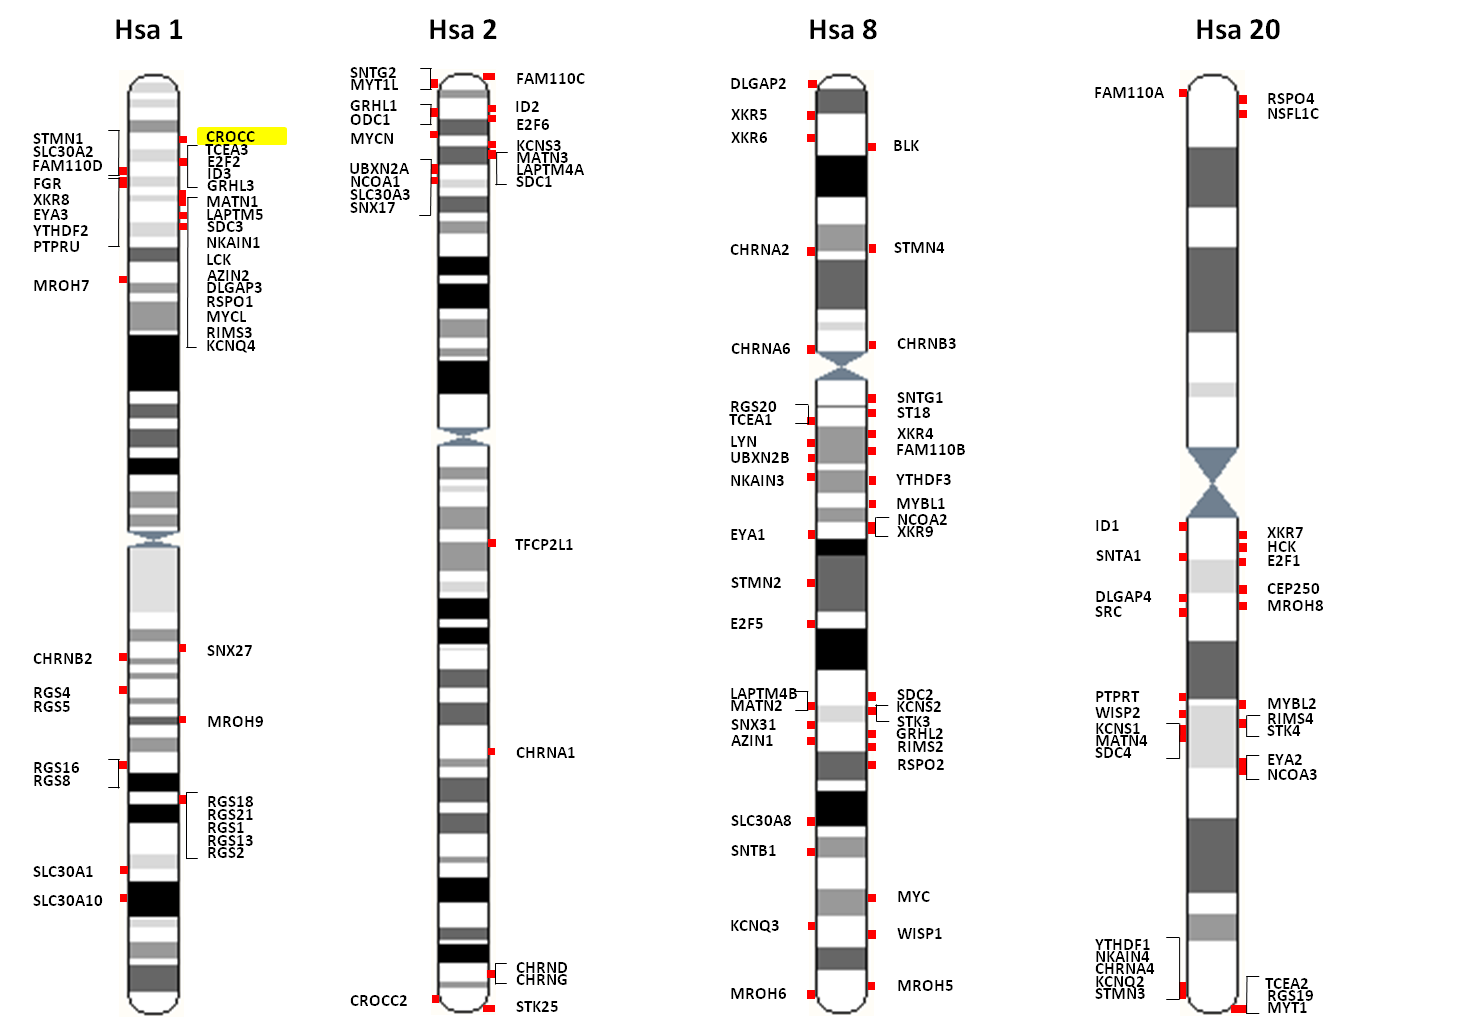 Hsa 1
STMN1
SLC30A2
FAM110D
FGR
XKR8
EYA3
YTHDF2
PTPRU
MROH7
CHRNB2
RGS4
RGS5
RGS16
RGS8
SLC30A1
SLC30A10
CROCC
TCEA3
E2F2
ID3
GRHL3
MATN1
LAPTM5
SDC3
NKAIN1
LCK
AZIN2
DLGAP3
RSPO1
MYCL
RIMS3
KCNQ4
SNX27
MROH9
RGS18
RGS21
RGS1
RGS13
RGS2
Hsa 2
SNTG2
MYT1L
GRHL1
ODC1
MYCN
UBXN2A
NCOA1
SLC30A3
SNX17
CROCC2
FAM110C
ID2
E2F6
KCNS3
MATN3
LAPTM4A
SDC1
TFCP2L1
CHRNA1
CHRND
CHRNG
STK25
Hsa 8
DLGAP2
XKR5
XKR6
CHRNA2
CHRNA6
RGS20
TCEA1
LYN
UBXN2B
NKAIN3
EYA1
STMN2
E2F5
LAPTM4B
MATN2
SNX31
AZIN1
SLC30A8
SNTB1
KCNQ3
MROH6
BLK
STMN4
CHRNB3
SNTG1
ST18
XKR4
FAM110B
YTHDF3
MYBL1
NCOA2
XKR9
SDC2
KCNS2
STK3
GRHL2
RIMS2
RSPO2
MYC
WISP1
MROH5
Hsa 20
FAM110A
ID1
SNTA1
DLGAP4
SRC
PTPRT
WISP2
KCNS1
MATN4
SDC4
YTHDF1
NKAIN4
CHRNA4
KCNQ2
STMN3
RSPO4
NSFL1C
XKR7
HCK
E2F1
CEP250
MROH8
MYBL2
RIMS4
STK4
EYA2
NCOA3
TCEA2
RGS19
MYT1